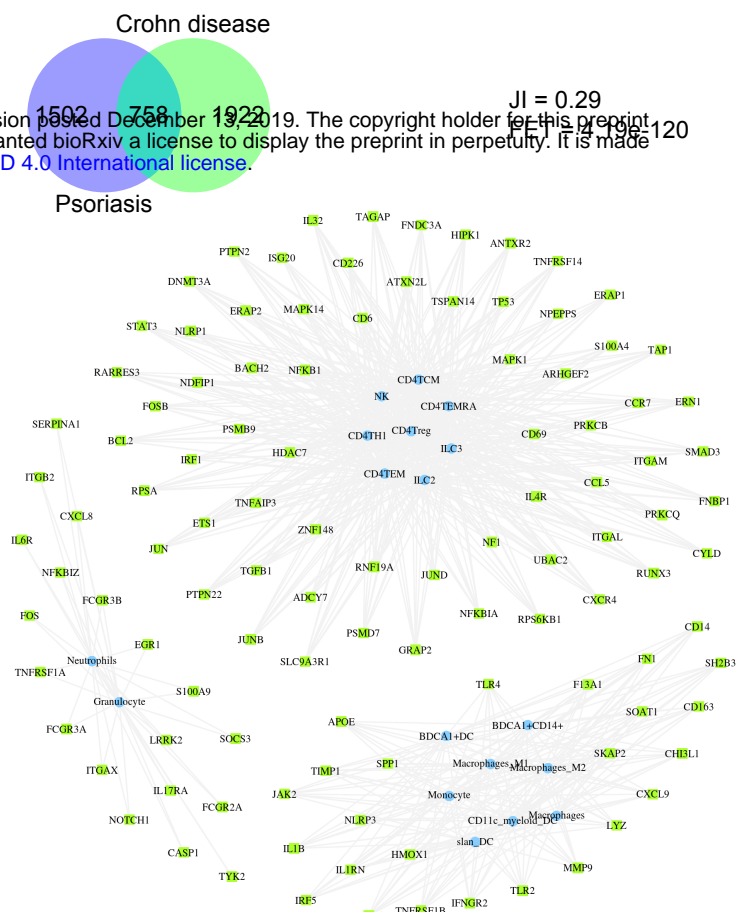 Crohn disease
1502 758 1922
JI = 0.29
FET = 4.19e-120
sion posted December 13, 2019. The copyright holder for this preprint
anted bioRxiv a license to display the preprint in perpetuity. It is made
D 4.0 International license.
Psoriasis
IL32
TAGAP
FNDC3A
HIPK1
ANTXR2
PTPN2
ISG20
CD226
TNFRSF14
DNMT3A
ATXN2L
ERAP2
MAPK14
TSPAN14
TP53
ERAP1
NPEPPS
CD6
STAT3
NLRP1
S100A4
TAP1
MAPK1
RARRES3
NDFIP1
BACH2
NFKB1
ARHGEF2
CD4TCM
NK
CD4TEMRA
FOSB
CCR7
ERN1
SERPINA1
PSMB9
CD4TH1
CD4Treg
CD69
PRKCB
BCL2
HDAC7
ILC3
SMAD3
IRF1
ITGAM
ITGB2
CD4TEM
ILC2
CCL5
RPSA
TNFAIP3
IL4R
FNBP1
CXCL8
ETS1
ZNF148
PRKCQ
IL6R
JUN
NF1
ITGAL
CYLD
NFKBIZ
TGFB1
RNF19A
JUND
UBAC2
RUNX3
FCGR3B
PTPN22
ADCY7
CXCR4
FOS
NFKBIA
RPS6KB1
CD14
EGR1
JUNB
PSMD7
GRAP2
Neutrophils
SLC9A3R1
FN1
SH2B3
TNFRSF1A
TLR4
F13A1
Granulocyte
S100A9
SOAT1
CD163
FCGR3A
APOE
BDCA1+CD14+
LRRK2
SOCS3
BDCA1+DC
SKAP2
CHI3L1
ITGAX
TIMP1
SPP1
Macrophages_M1
Macrophages_M2
IL17RA
JAK2
Monocyte
CXCL9
FCGR2A
NOTCH1
NLRP3
CD11c_myeloid_DC
Macrophages
LYZ
CASP1
IL1B
HMOX1
slan_DC
TYK2
IL1RN
MMP9
TLR2
IRF5
IFNGR2
TNFRSF1B